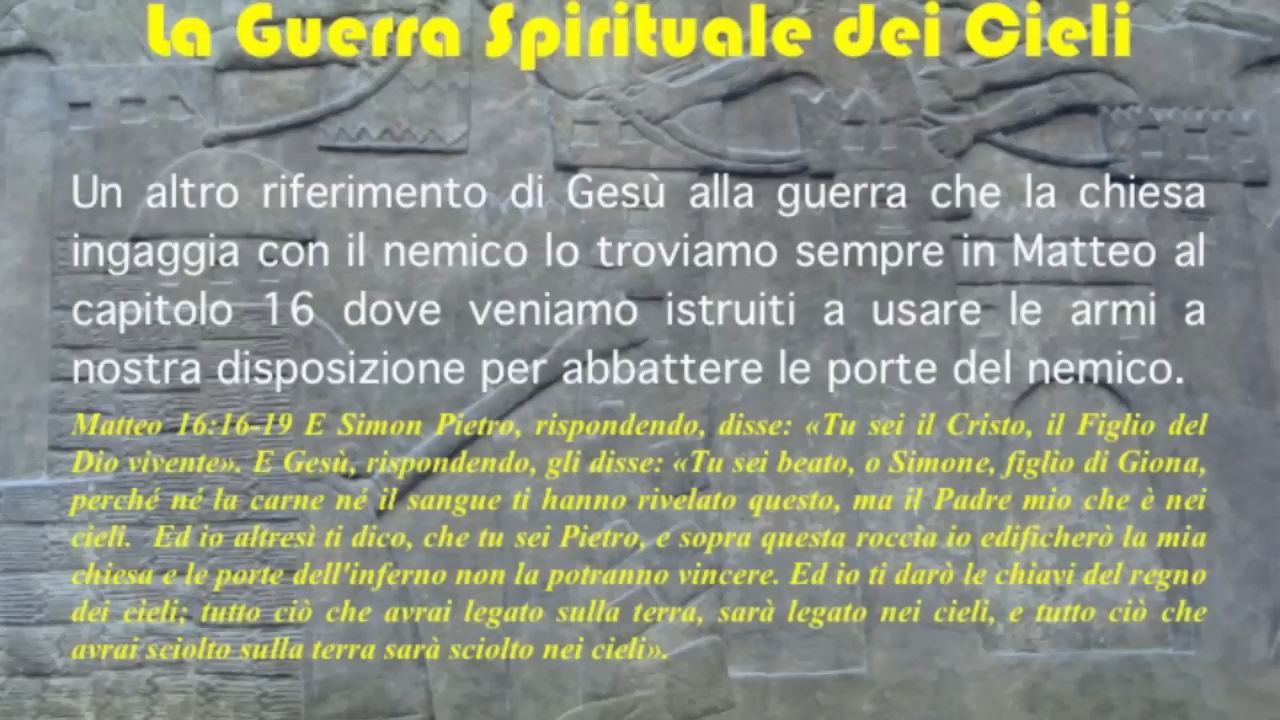 La Guerra Spirituale dei Cieli
Un altro riferimento di Gesù alla guerra che la chiesa
ingaggia con il nemico lo troviamo sempre in Matteo al
capitolo 16 dove veniamo istruiti a usare le armi a
nostra disposizione per abbattere le porte del nemico.
Matteo 16:16-19 E Simon Pietro, rispondendo, disse: «Tu sei il Cristo, il Figlio del
Dio vivente». E Gesù, rispondendo, gli disse: «Tu sei beato, o Simone, figlio di Giona,
perché né la carne né il sangue ti hanno rivelato questo, ma il Padre mio che è nei
cieli. Ed io altresì ti dico, che tu sei Pietro, e sopra questa roccia io edificherò la mia
chiesa e le porte dell'inferno non la potranno vincere. Ed io ti darò le chiavi del regno
dei cieli; tutto ciò che avrai legato sulla terra, sarà legato nei cieli, e tutto ciò che
avrai sciolto sulla terra sarà sciolto nei cieli».